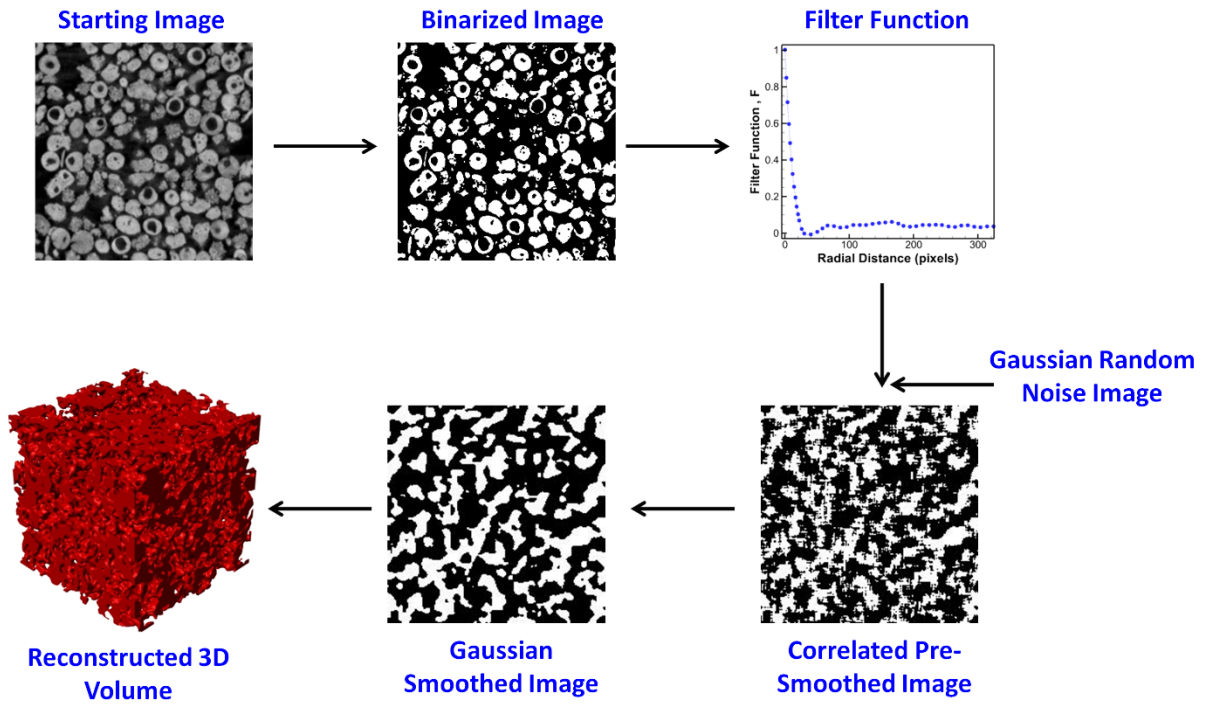 Starting Image
Binarized Image
Filter Function
Filter Function , F
1
0.8
0.6
0.4
0.2
0
0
100
200
300
Radial Distance (pixels)
Gaussian Random
Noise Image
Reconstructed 3D
Volume
Gaussian
Smoothed Image
Correlated Pre-
Smoothed Image